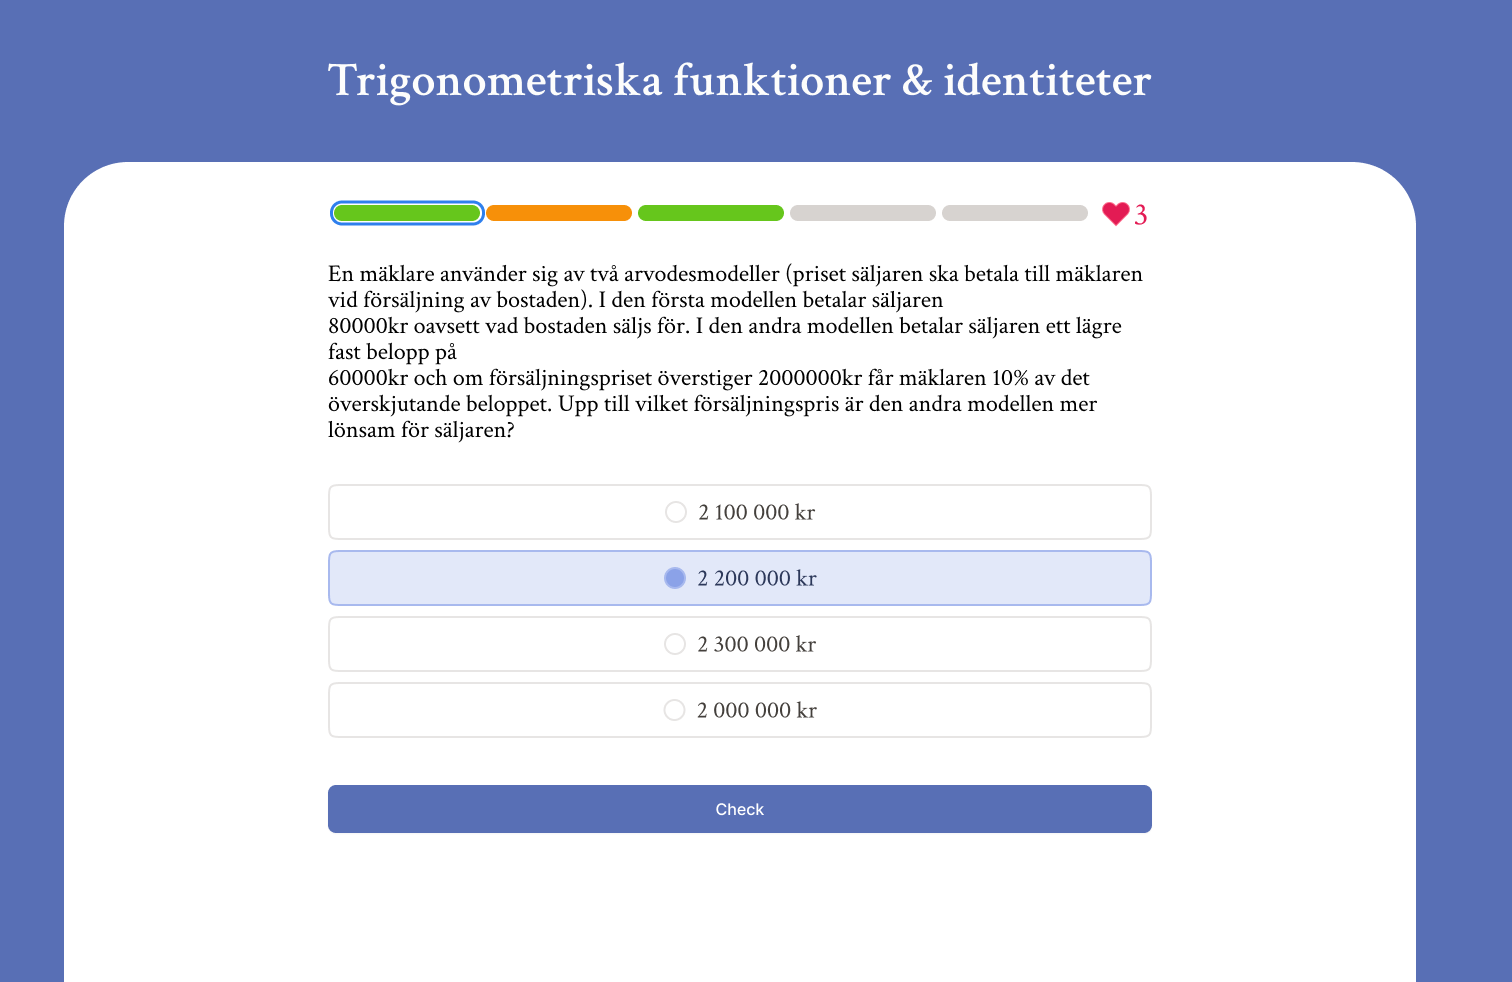 Trigonometriska funktioner & identiteter
3
En mäklare använder sig av två arvodesmodeller (priset säljaren ska betala till mäklaren
vid försäljning av bostaden). I den första modellen betalar säljaren
80000kr oavsett vad bostaden säljs för. I den andra modellen betalar säljaren ett lägre
fast belopp på
60000kr och om försäljningspriset överstiger 2000000kr får mäklaren 10% av det
överskjutande beloppet. Upp till vilket försäljningspris är den andra modellen mer
lönsam för säljaren?
2 100 000 kr
2 200 000 kr
2 300 000 kr
2 000 000 kr
Check